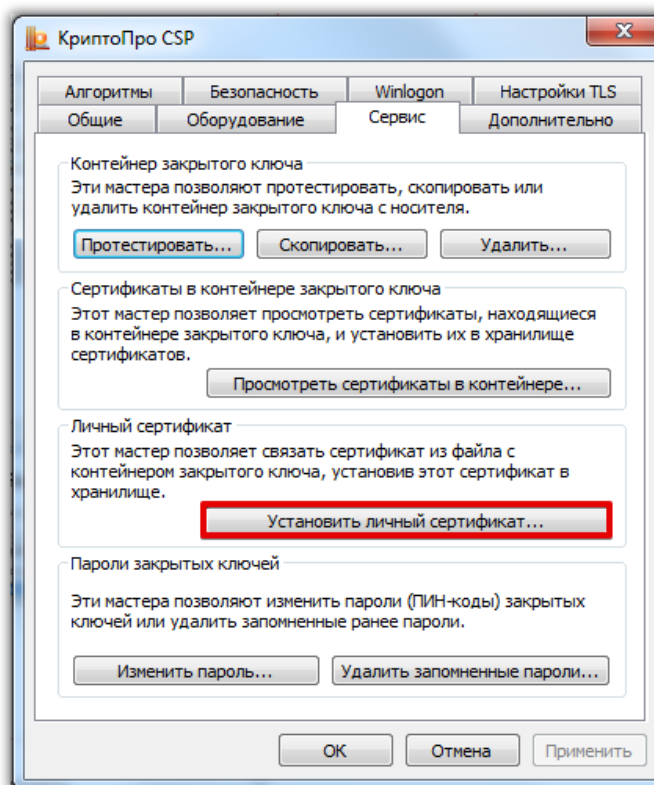 КриптоПро CSP
Алгоритмы Безопасность Winlogon Настройки TLS
Общие Оборудование Сервис Дополнительно
Контейнер закрытого ключа
Эти мастера позволяют протестировать, скопировать или
удалить контейнер закрытого ключа с носителя.
Протестировать... Скопировать... Удалить...
Сертификаты в контейнере закрытого ключа
Этот мастер позволяет просмотреть сертификаты, находящиеся
в контейнере закрытого ключа, и установить их в хранилище
сертификатов.
Просмотреть сертификаты в контейнере...
Личный сертификат
Этот мастер позволяет связать сертификат из файла с
контейнером закрытого ключа, установив этот сертификат в
хранилище.
Установить личный сертификат...
Пароли закрытых ключей
Эти мастера позволяют изменить пароли (ПИН-коды) закрытых
ключей или удалить запомненные ранее пароли.
Изменить пароль... Удалить запомненные пароли...
ОК Отмена Применить